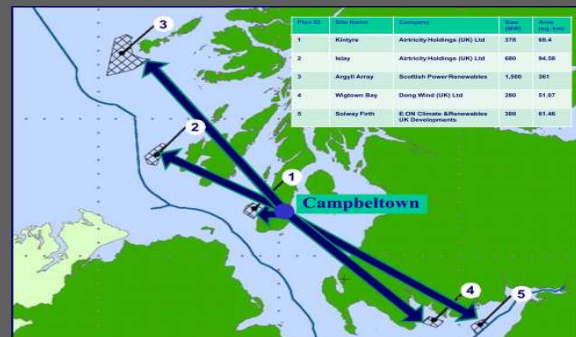 Plan ID Site Name Company Size (MW) Area (sq. km)
1 Kintyre Airtricity Holdings (UK) Ltd 378 69.4
2 Islay Airtricity Holdings (UK) Ltd 680 94.58
3 Argyll Array Scottish Power Renewables 1,500 361
4 Wigtown Bay Dong Wind (UK) Ltd 280 51.07
5 Solway Firth E.ON Climate & Renewables UK Developments 300 61.46
3
2
1
Campbeltown
4
5